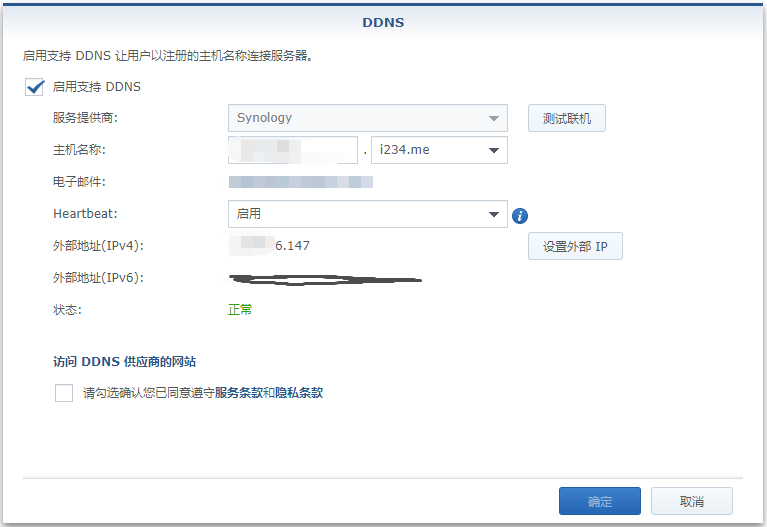 DDNS
启用支持 DDNS 让用户以注册的主机名称连接服务器。
启用支持 DDNS
服务提供商: Synology 测试联机
主机名称: . i234.me
电子邮件:
Heartbeat: 启用
外部地址(IPv4): 6.147 设置外部 IP
外部地址(IPv6):
状态: 正常
访问 DDNS 供应商的网站
请勾选确认您已同意遵守服务条款和隐私条款
确定 取消